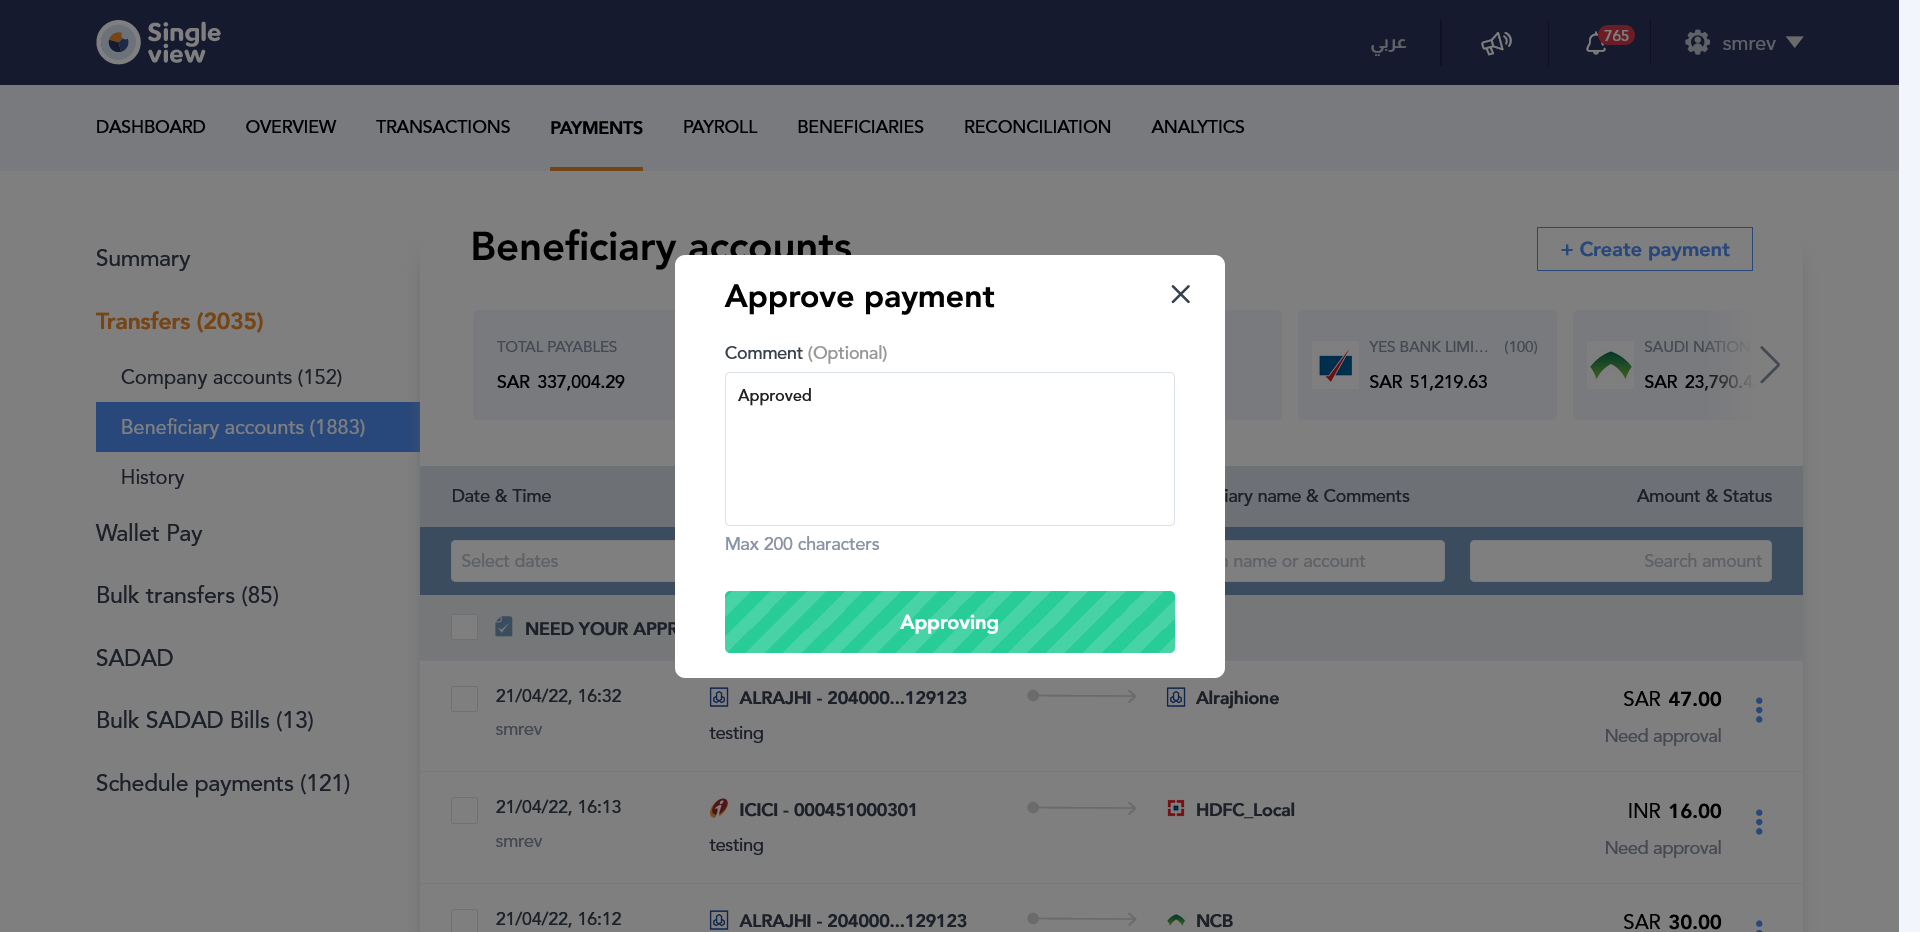 Single
view
عربي
765
smrev
DASHBOARD OVERVIEW TRANSACTIONS PAYMENTS PAYROLL BENEFICIARIES RECONCILIATION ANALYTICS
Summary
Transfers (2035)
Company accounts (152)
Beneficiary accounts (1883)
History
Wallet Pay
Bulk transfers (85)
SADAD
Bulk SADAD Bills (13)
Schedule payments (121)
Beneficiary accounts
+ Create payment
TOTAL PAYABLES
SAR 337,004.29
YES BANK LIMI... (100)
SAR 51,219.63
SAUDI NATION
SAR 23,790.4
Approve payment
Comment (Optional)
Approved
Max 200 characters
Approving
Date & Time
iary name & Comments
Amount & Status
Select dates
name or account
Search amount
NEED YOUR APPR
21/04/22, 16:32
smrev
ALRAJHI - 204000...129123
testing
Alrajhione
SAR 47.00
Need approval
21/04/22, 16:13
smrev
ICICI - 000451000301
testing
HDFC_Local
INR 16.00
Need approval
21/04/22, 16:12
ALRAJHI - 204000...129123
NCB
SAR 30.00